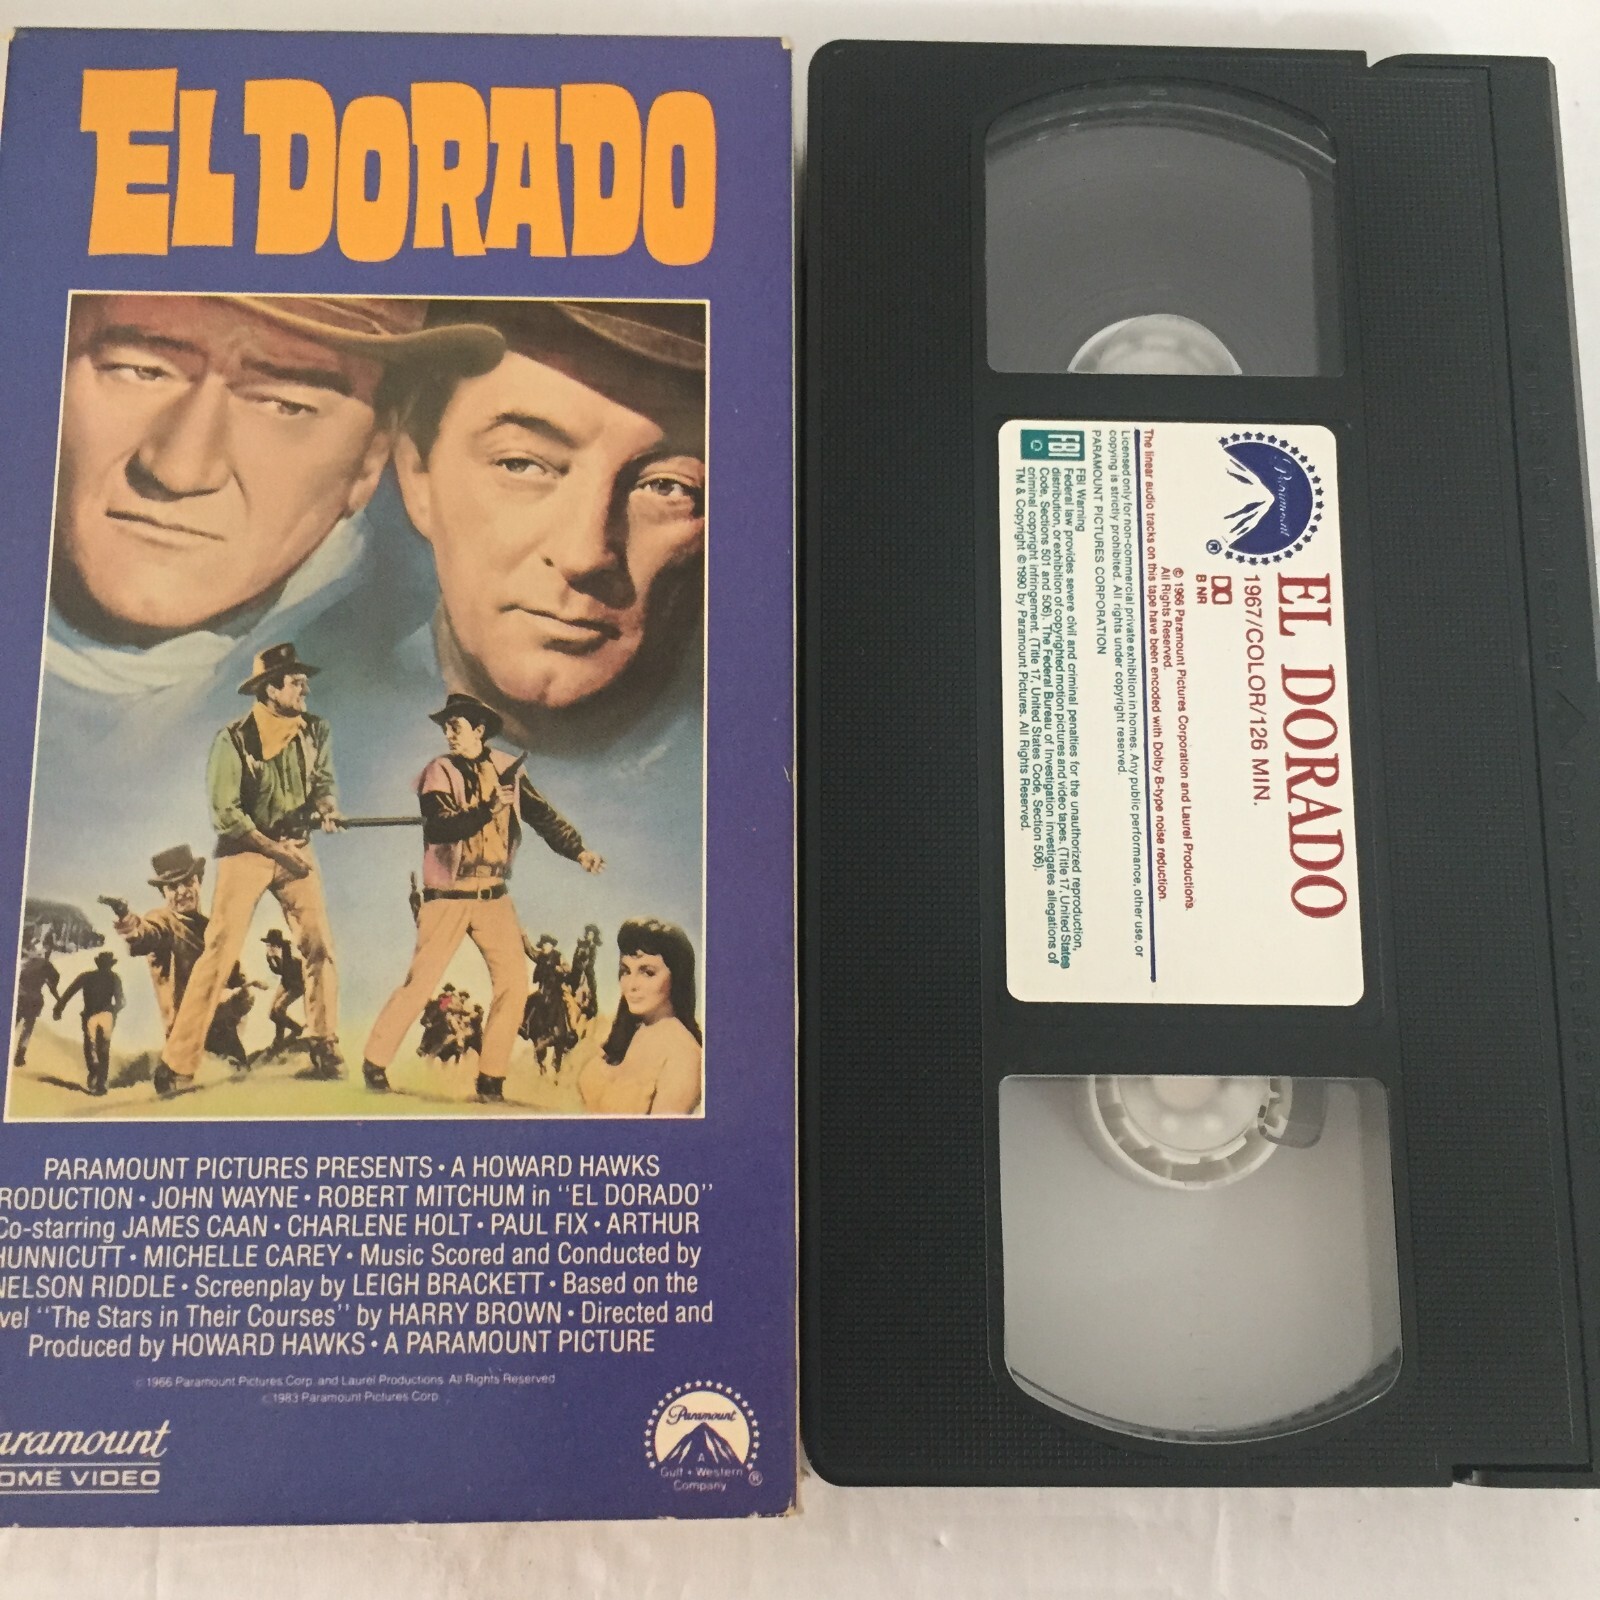 EL DORADO
PARAMOUNT PICTURES PRESENTS • A HOWARD HAWKS
RODUCTION • JOHN WAYNE • ROBERT MITCHUM in "EL DORADO"
Co-starring JAMES CAAN • CHARLENE HOLT • PAUL FIX • ARTHUR
HUNNICUTT • MICHELLE CAREY • Music Scored and Conducted by
NELSON RIDDLE • Screenplay by LEIGH BRACKETT • Based on the
vel "The Stars in Their Courses" by HARRY BROWN • Directed and
Produced by HOWARD HAWKS • A PARAMOUNT PICTURE
©1966 Paramount Pictures Corp. and Laurel Productions. All Rights Reserved
©1983 Paramount Pictures Corp.
aramount
OME VIDEO
Paramount
A
Gulf + Western
Company
®
Paramount
®
EL DORADO
1967/COLOR/126 MIN.
B NR
© 1966 Paramount Pictures Corporation and Laurel Productions.
All Rights Reserved.
The linear audio tracks on this tape have been encoded with Dolby B-type noise reduction.
Licensed only for non-commercial private exhibition in homes. Any public performance, other use, or
copying is strictly prohibited. All rights under copyright reserved.
PARAMOUNT PICTURES CORPORATION
FBI
FBI Warning
Federal law provides severe civil and criminal penalties for the unauthorized reproduction,
distribution, or exhibition of copyrighted motion pictures and video tapes. (Title 17, United States
Code, Sections 501 and 506). The Federal Bureau of Investigation investigates allegations of
criminal copyright infringement. (Title 17, United States Code, Section 506).
TM & Copyright © 1990 by Paramount Pictures. All Rights Reserved.